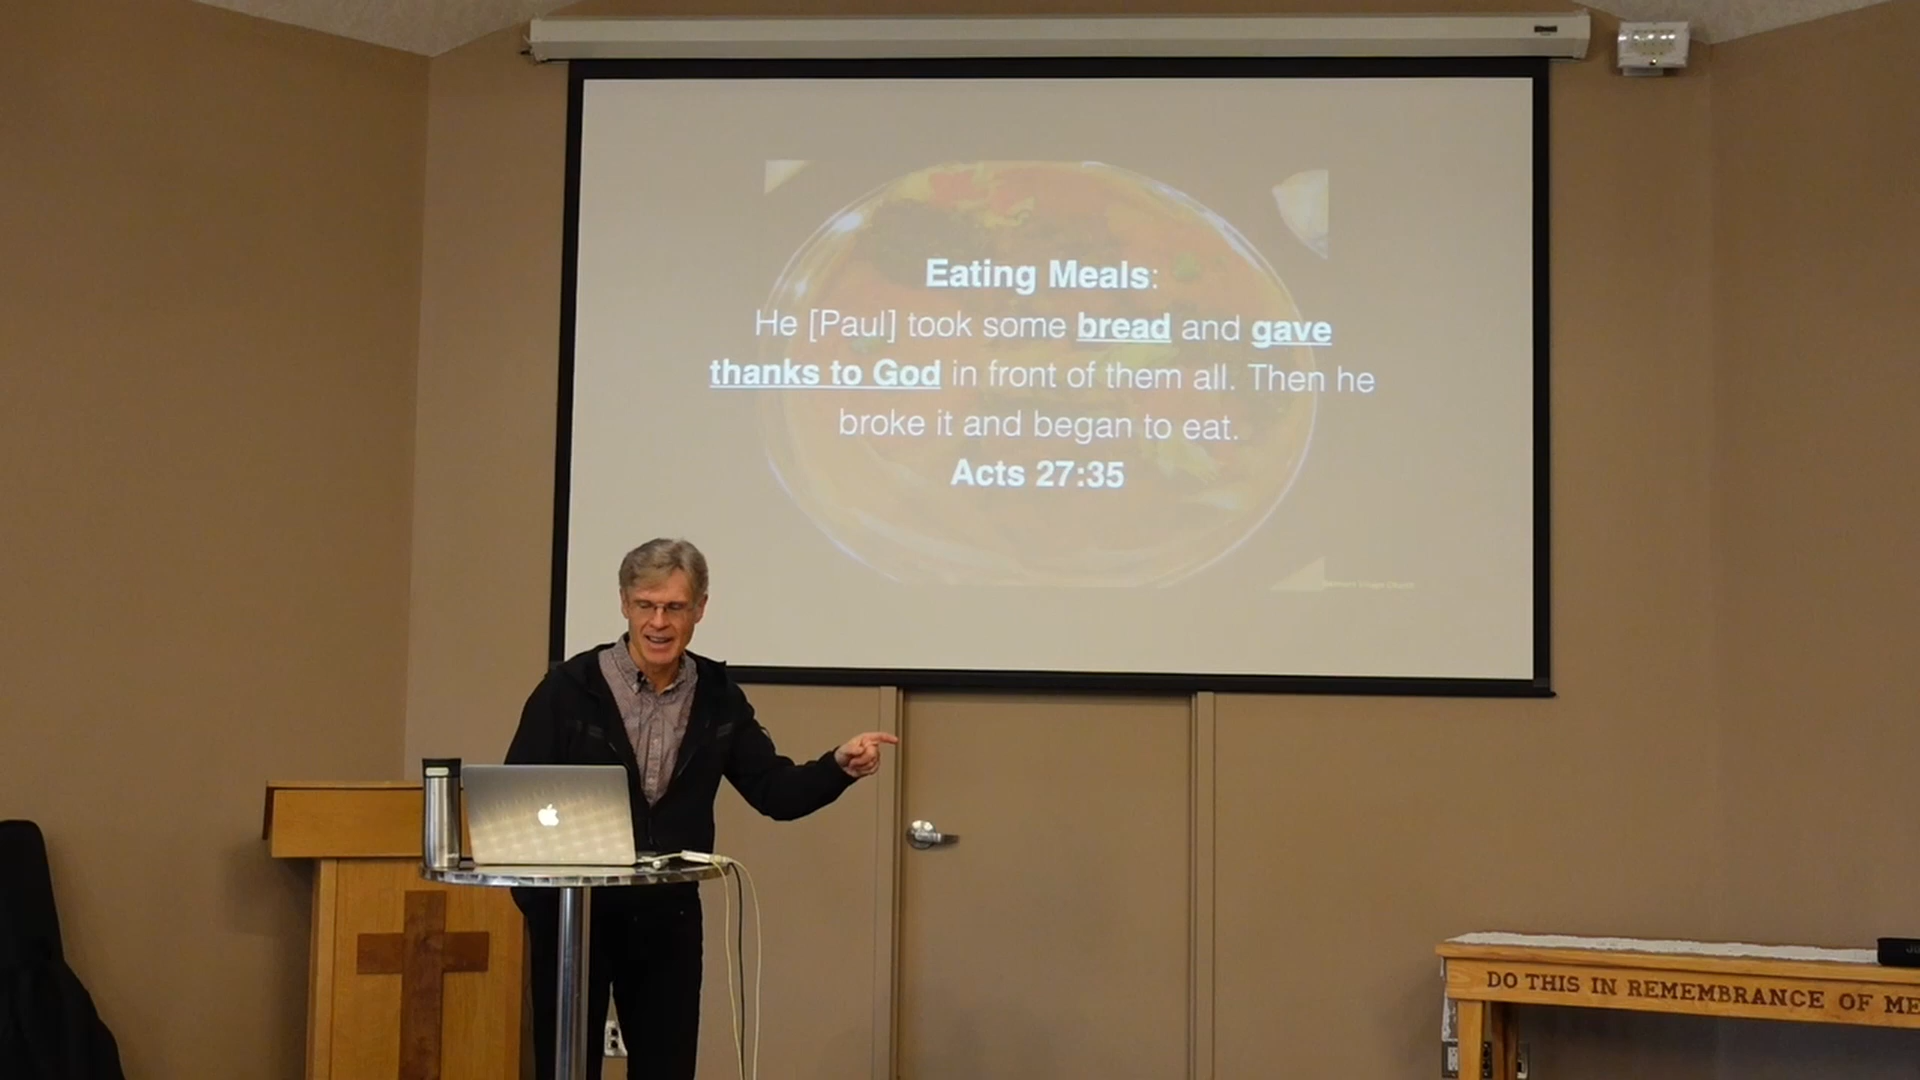 Eating Meals:
He [Paul] took some bread and gave
thanks to God in front of them all. Then he
broke it and began to eat.
Acts 27:35
DO THIS IN REMEMBRANCE OF ME